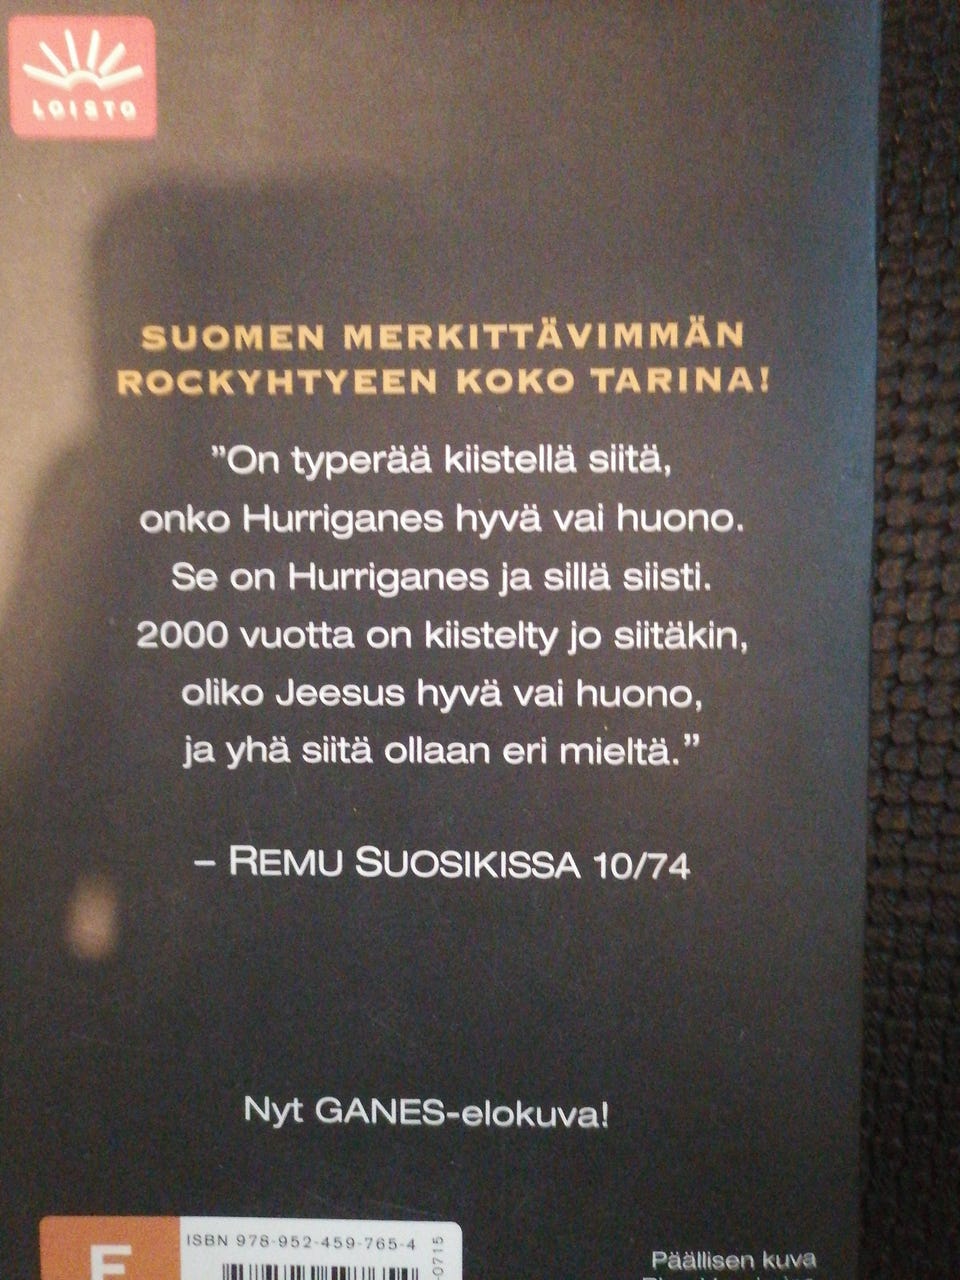 LOISTO
SUOMEN MERKITTÄVIMMÄN
ROCKYHTYEEN KOKO TARINA!
”On typerää kiistellä siitä,
onko Hurriganes hyvä vai huono.
Se on Hurriganes ja sillä siisti.
2000 vuotta on kiistelty jo siitäkin,
oliko Jeesus hyvä vai huono,
ja yhä siitä ollaan eri mieltä.”
– REMU SUOSIKISSA 10/74
Nyt GANES-elokuva!
ISBN 978-952-459-765-4
Päällisen kuva